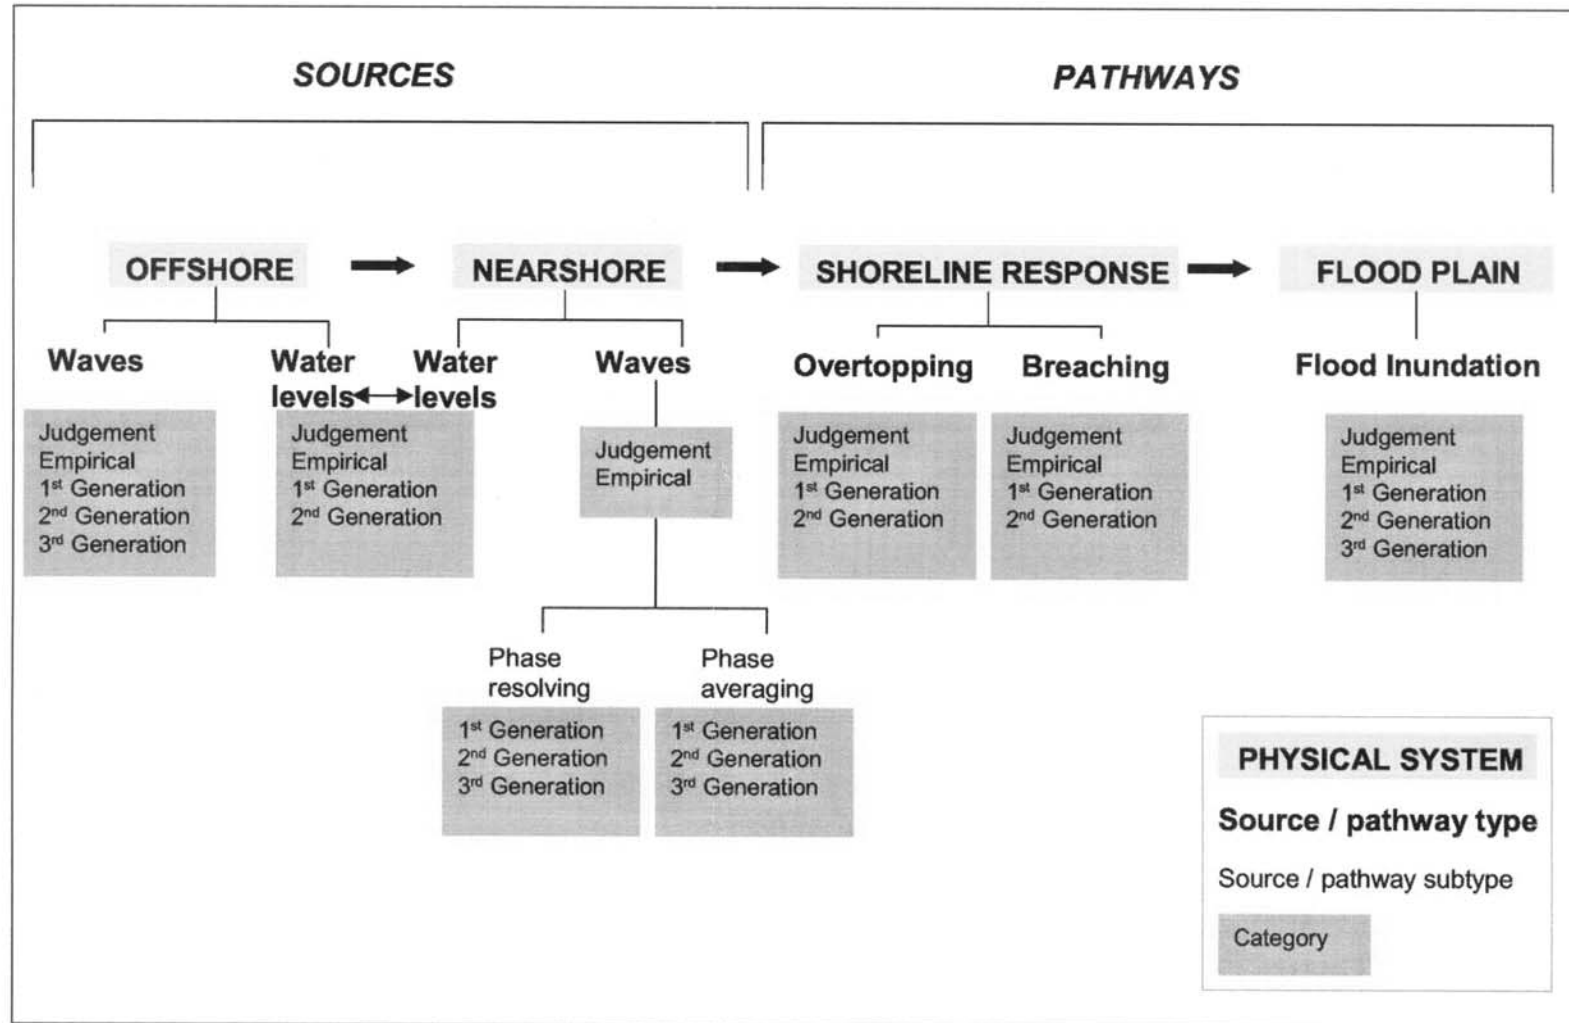 SOURCES
PATHWAYS
OFFSHORE
NEARSHORE
SHORELINE RESPONSE
FLOOD PLAIN
Waves
Water
levels
Water
levels
Waves
Overtopping
Breaching
Flood Inundation
Judgement
Empirical
1st Generation
2nd Generation
3rd Generation
Judgement
Empirical
1st Generation
2nd Generation
Judgement
Empirical
Judgement
Empirical
1st Generation
2nd Generation
Judgement
Empirical
1st Generation
2nd Generation
Judgement
Empirical
1st Generation
2nd Generation
3rd Generation
Phase
resolving
1st Generation
2nd Generation
3rd Generation
Phase
averaging
1st Generation
2nd Generation
3rd Generation
PHYSICAL SYSTEM
Source / pathway type
Source / pathway subtype
Category